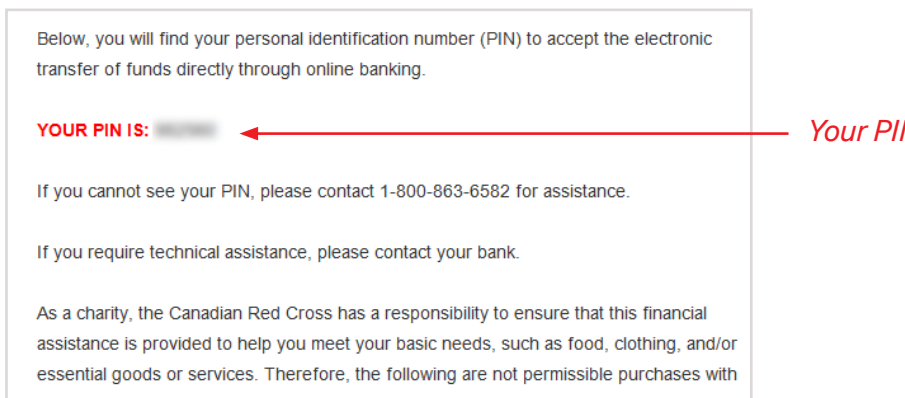 Below, you will find your personal identification number (PIN) to accept the electronic
transfer of funds directly through online banking.
YOUR PIN IS:
Your PI
If you cannot see your PIN, please contact 1-800-863-6582 for assistance.
If you require technical assistance, please contact your bank.
As a charity, the Canadian Red Cross has a responsibility to ensure that this financial
assistance is provided to help you meet your basic needs, such as food, clothing, and/or
essential goods or services. Therefore, the following are not permissible purchases with